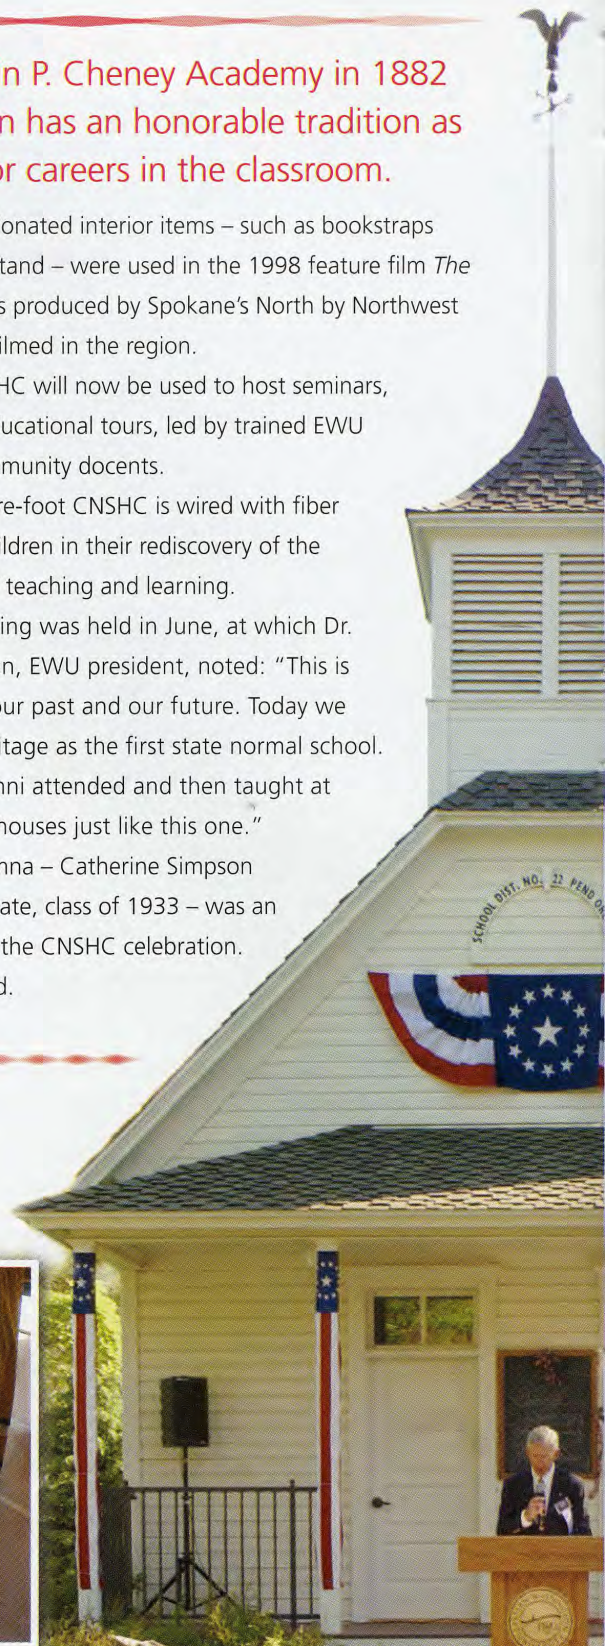 n P. Cheney Academy in 1882
n has an honorable tradition as
or careers in the classroom.
onated interior items – such as bookstraps
tand – were used in the 1998 feature film The
s produced by Spokane's North by Northwest
ilmed in the region.
HC will now be used to host seminars,
ucational tours, led by trained EWU
munity docents.
re-foot CNSHC is wired with fiber
ildren in their rediscovery of the
teaching and learning.
ing was held in June, at which Dr.
n, EWU president, noted: “This is
our past and our future. Today we
itage as the first state normal school.
nni attended and then taught at
houses just like this one.”
nna – Catherine Simpson
ate, class of 1933 – was an
the CNSHC celebration.
d.
SCHOOL DIST. NO. 22 PEND O